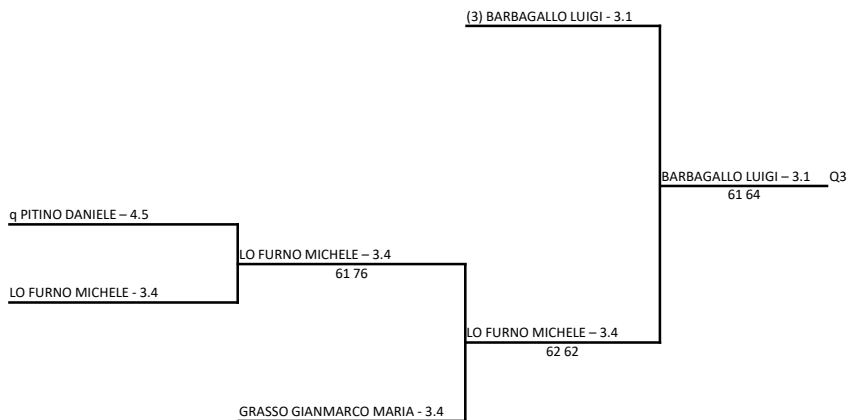 (3) BARBAGALLO LUIGI - 3.1
BARBAGALLO LUIGI – 3.1 Q3
61 64
q PITINO DANIELE – 4.5
LO FURNO MICHELE – 3.4
61 76
LO FURNO MICHELE - 3.4
LO FURNO MICHELE – 3.4
62 62
GRASSO GIANMARCO MARIA - 3.4